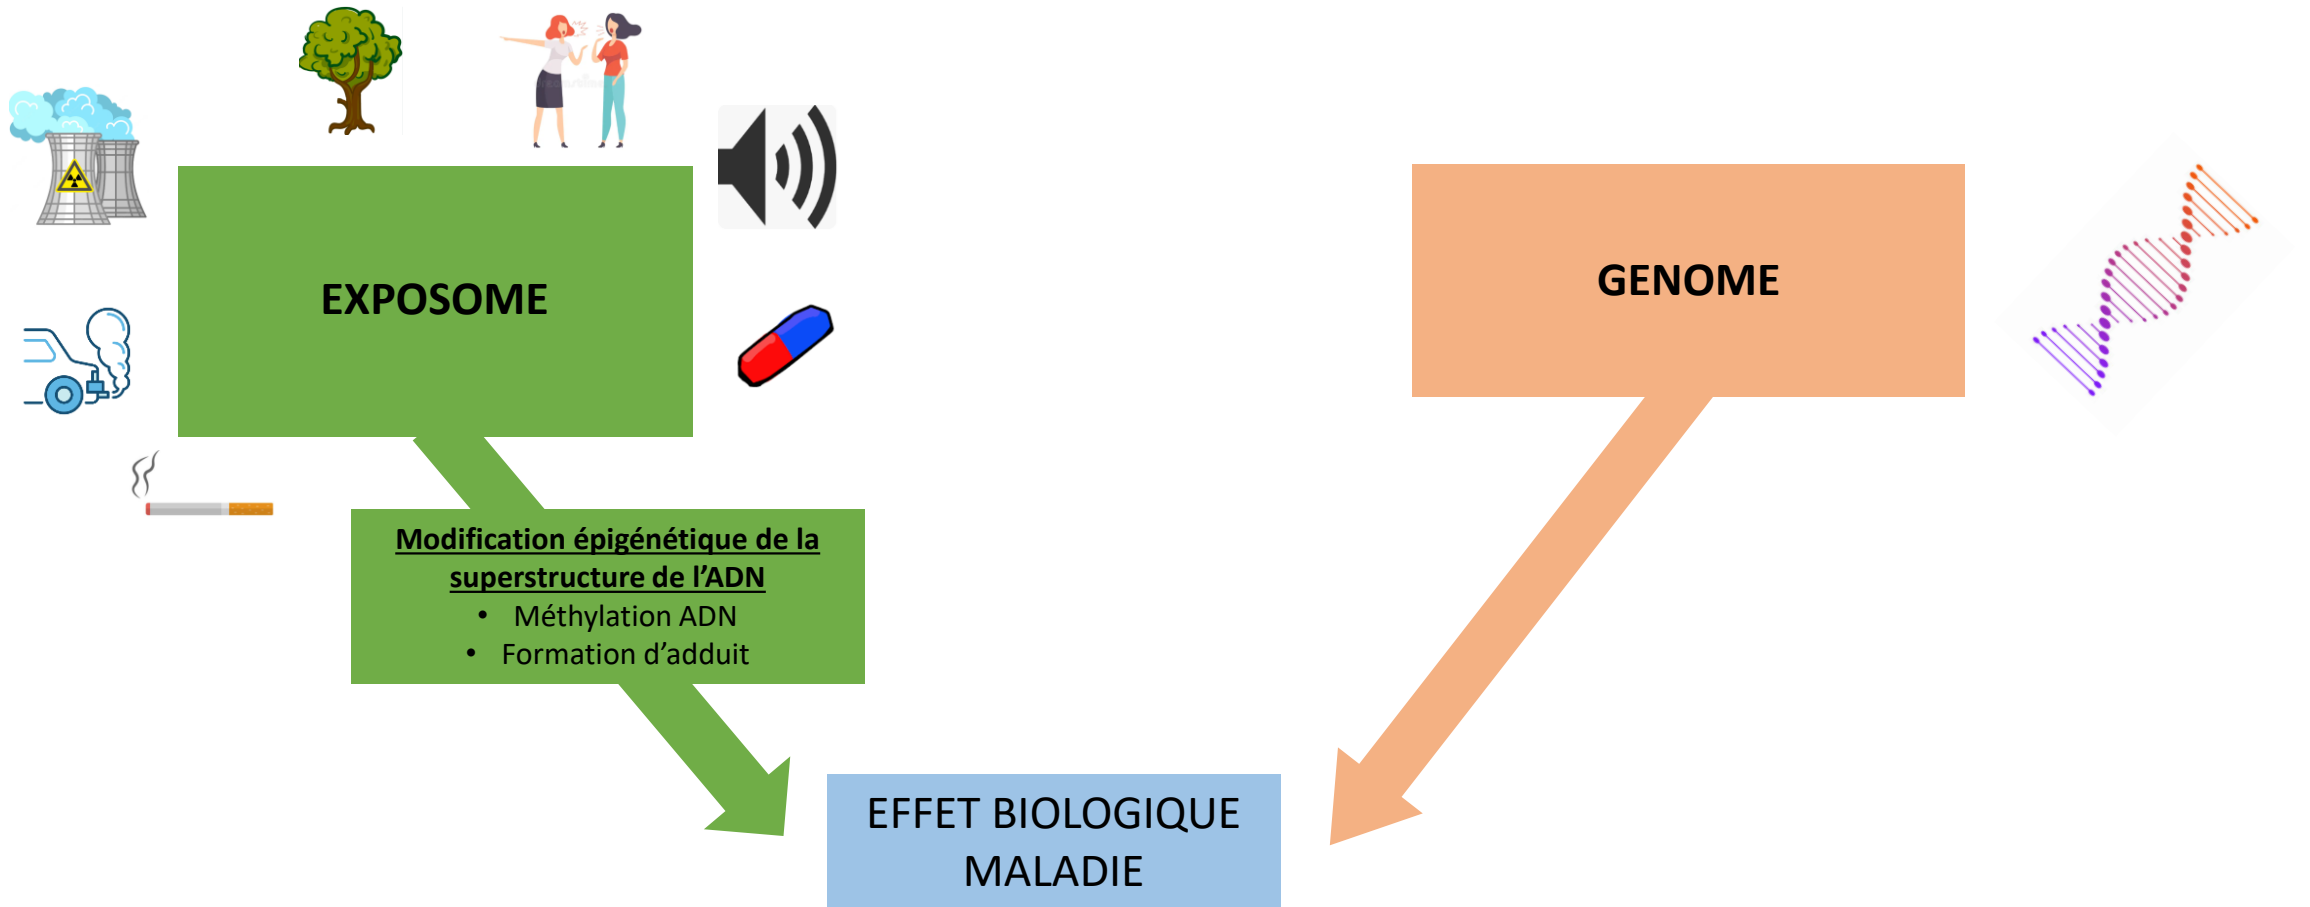 EXPOSOME
GENOME
Modification épigénétique de la
superstructure de l'ADN
• Méthylation ADN
• Formation d'adduit
EFFET BIOLOGIQUE
MALADIE